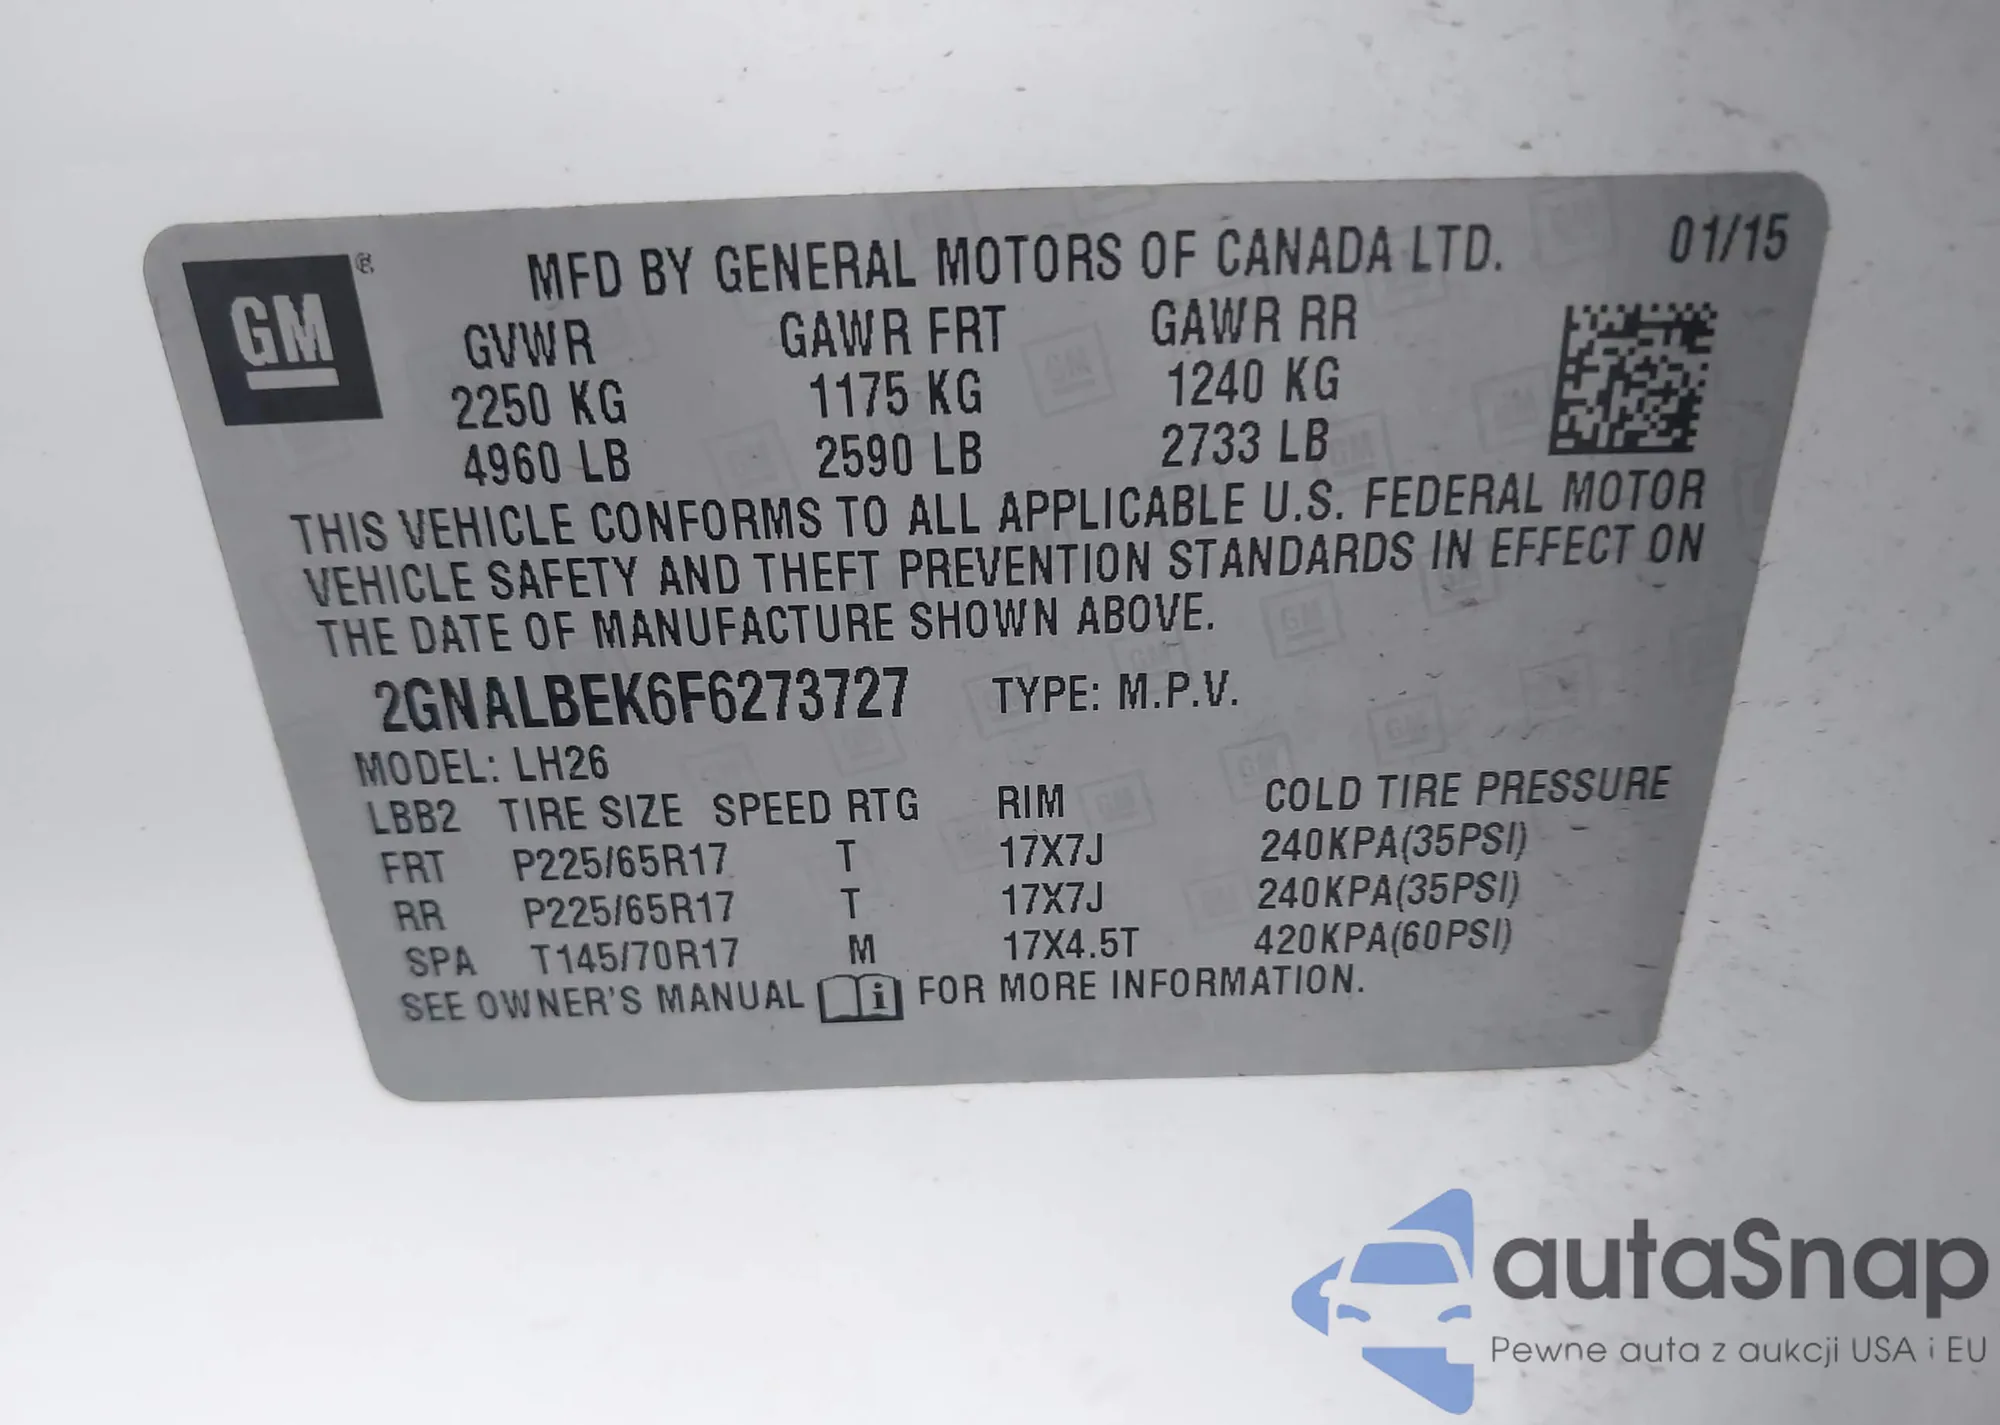 GM ®
MFD BY GENERAL MOTORS OF CANADA LTD. 01/15
GVWR GAWR FRT GAWR RR
2250 KG 1175 KG 1240 KG
4960 LB 2590 LB 2733 LB
THIS VEHICLE CONFORMS TO ALL APPLICABLE U.S. FEDERAL MOTOR
VEHICLE SAFETY AND THEFT PREVENTION STANDARDS IN EFFECT ON
THE DATE OF MANUFACTURE SHOWN ABOVE.
2GNALBEK6F6273727 TYPE: M.P.V.
MODEL: LH26
LBB2 TIRE SIZE SPEED RTG RIM COLD TIRE PRESSURE
FRT P225/65R17 T 17X7J 240KPA(35PSI)
RR P225/65R17 T 17X7J 240KPA(35PSI)
SPA T145/70R17 M 17X4.5T 420KPA(60PSI)
SEE OWNER'S MANUAL i FOR MORE INFORMATION.
autaSnap
Pewne auta z aukcji USA i EU